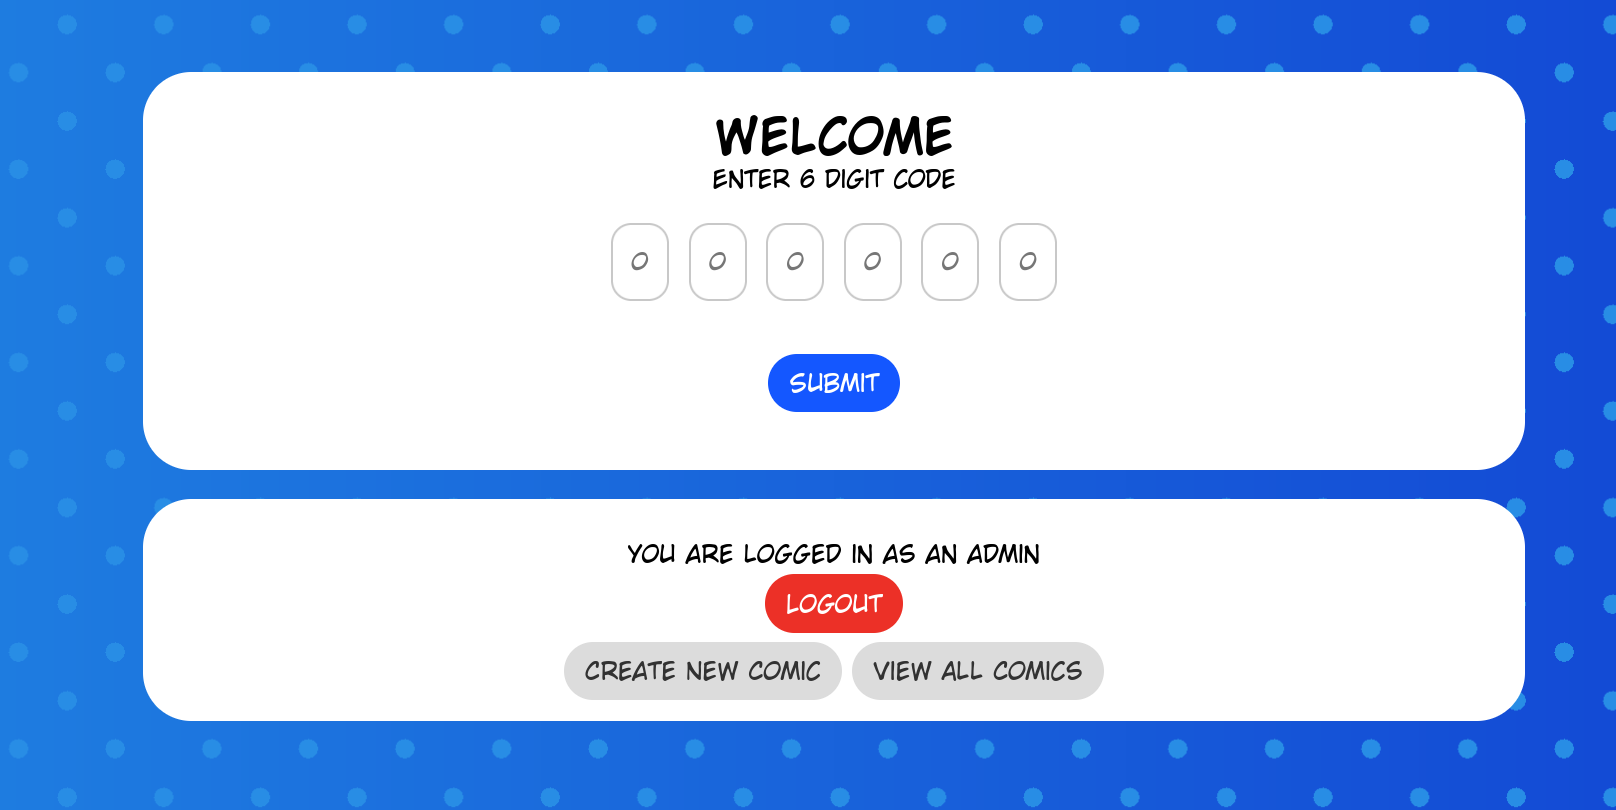 WELCOME
ENTER 6 DIGIT CODE
0 0 0 0 0 0
SUBMIT
YOU ARE LOGGED IN AS AN ADMIN
LOGOUT
CREATE NEW COMIC VIEW ALL COMICS